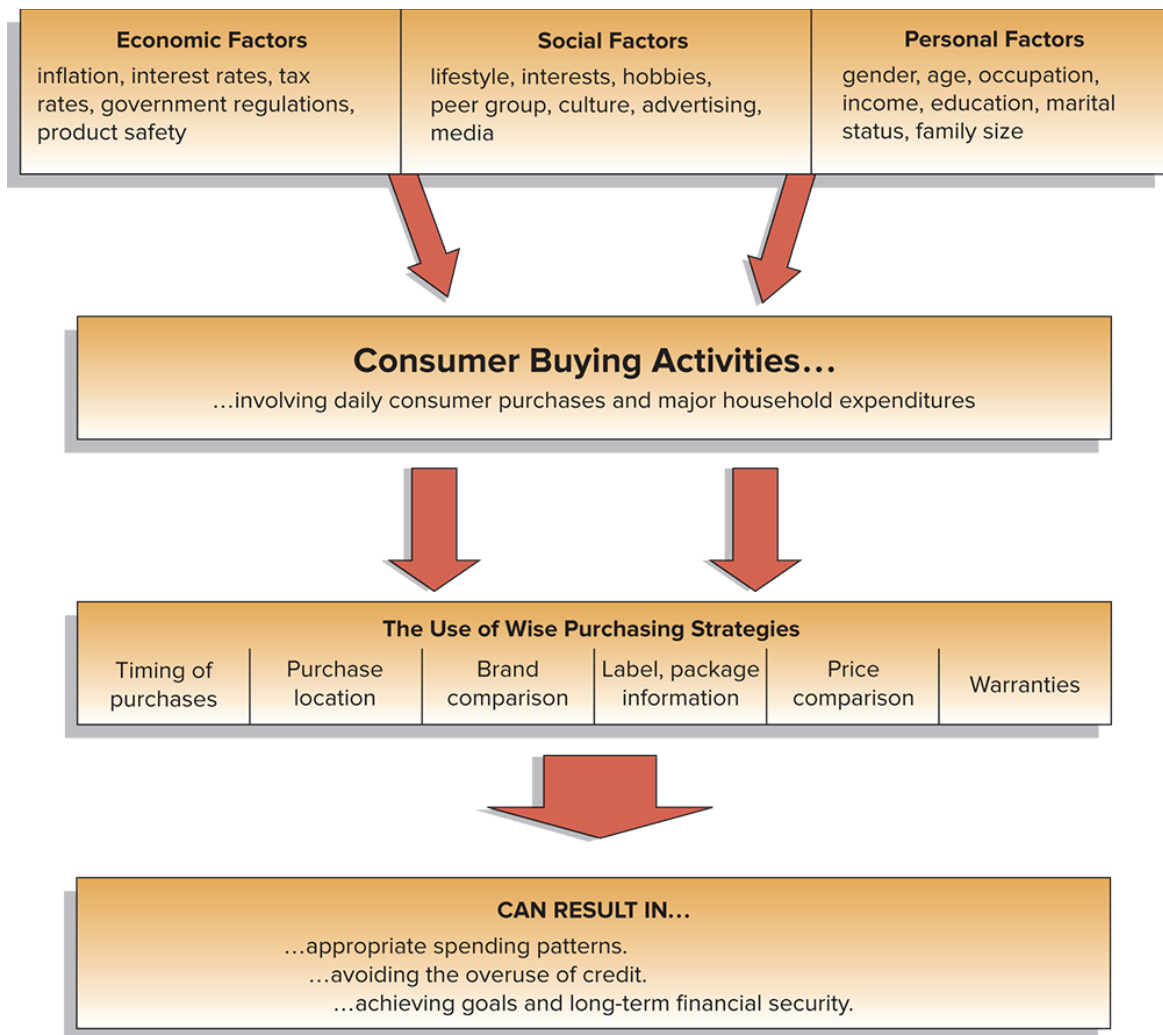 Economic Factors
inflation, interest rates, tax
rates, government regulations,
product safety
Social Factors
lifestyle, interests, hobbies,
peer group, culture, advertising,
media
Personal Factors
gender, age, occupation,
income, education, marital
status, family size
Consumer Buying Activities…
…involving daily consumer purchases and major household expenditures
The Use of Wise Purchasing Strategies
Timing of
purchases
Purchase
location
Brand
comparison
Label, package
information
Price
comparison
Warranties
CAN RESULT IN…
…appropriate spending patterns.
…avoiding the overuse of credit.
…achieving goals and long-term financial security.